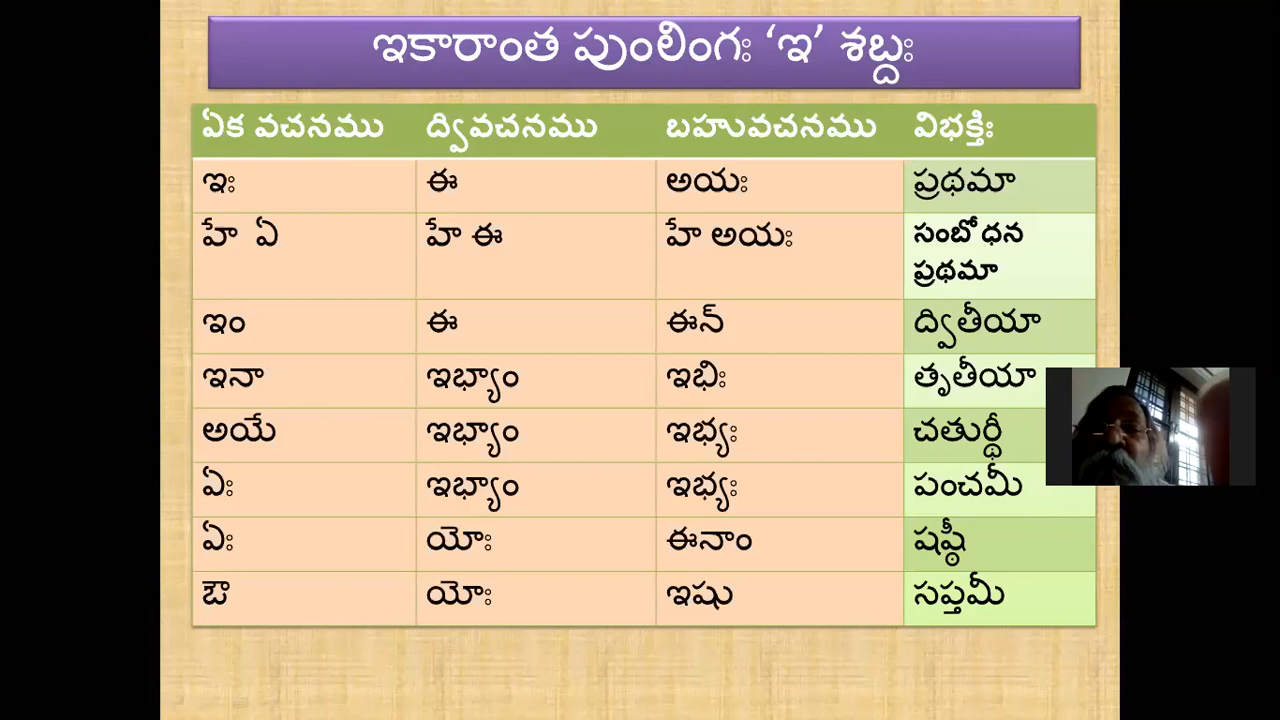 ఇకారాంత పుంలింగః ‘ఇ’ శబ్దః
ఏక వచనము ద్వివచనము బహువచనము విభక్తిః
ఇః ఈ అయః ప్రథమా
హే ఏ హే ఈ హే అయః సంబోధన
ప్రథమా
ఇం ఈ ఈన్ ద్వితీయా
ఇనా ఇభ్యాం ఇభిః తృతీయా
అయే ఇభ్యాం ఇభ్యః చతుర్థీ
ఏః ఇభ్యాం ఇభ్యః పంచమీ
ఏః యోః ఈనాం షష్ఠీ
ఔ యోః ఇషు సప్తమీ